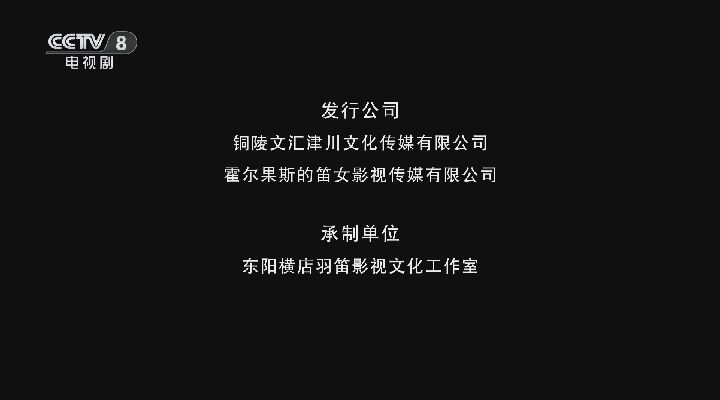 CCTV 8
电视剧
发行公司
铜陵文汇津川文化传媒有限公司
霍尔果斯的笛女影视传媒有限公司
承制单位
东阳横店羽笛影视文化工作室